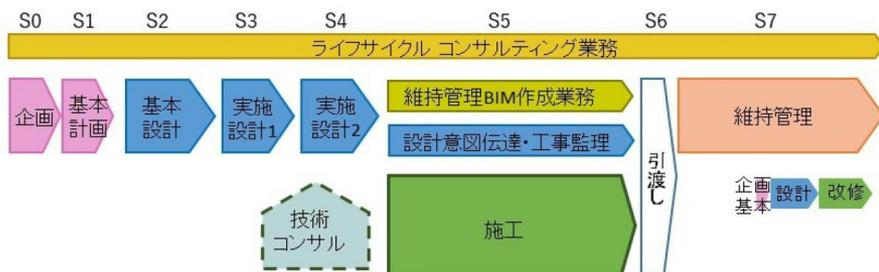 S0 S1 S2 S3 S4 S5 S6 S7
ライフサイクル コンサルティング業務
企画
基本
計画
基本
設計
実施
設計1
実施
設計2
維持管理BIM作成業務
設計意図伝達・工事監理
引渡し
維持管理
技術
コンサル
施工
企画
基本
設計
改修